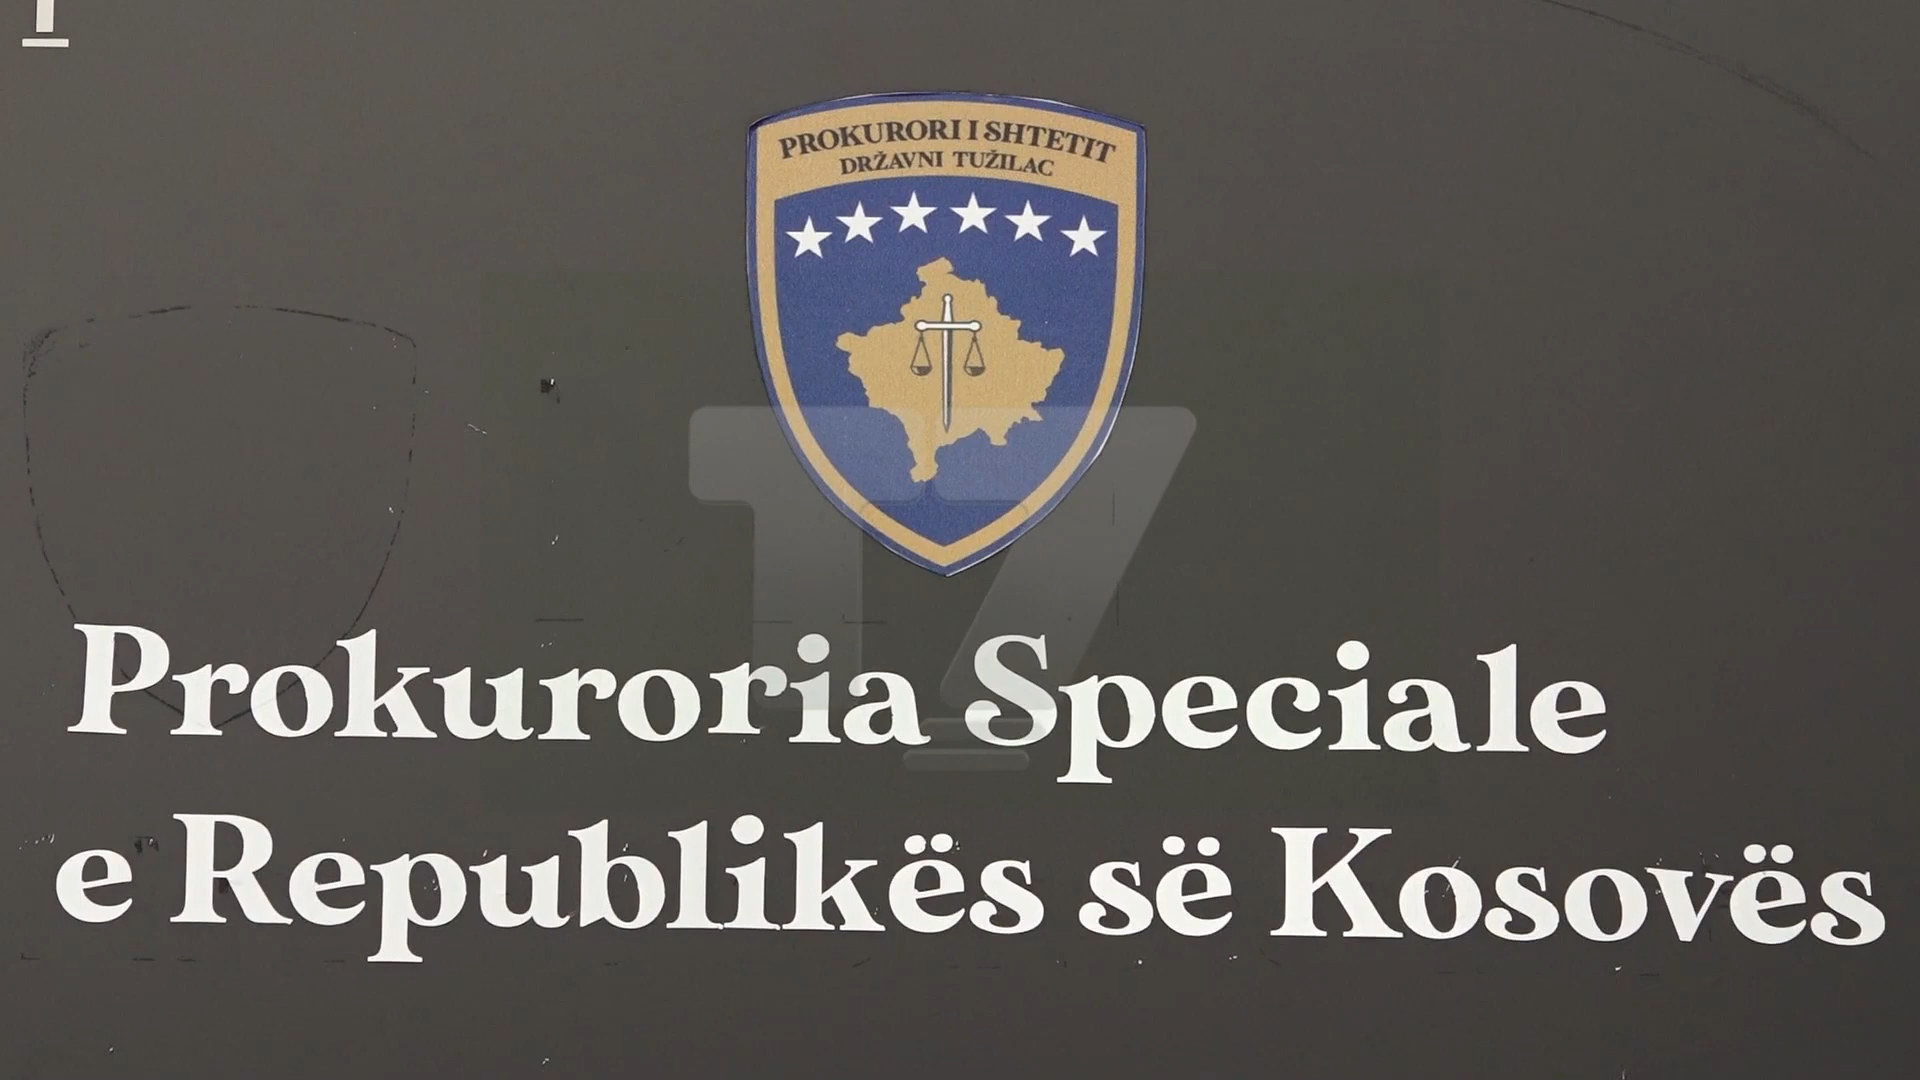 PROKURORI I SHTETIT
DRŽAVNI TUŽILAC
Prokuroria Speciale
e Republikës së Kosovës